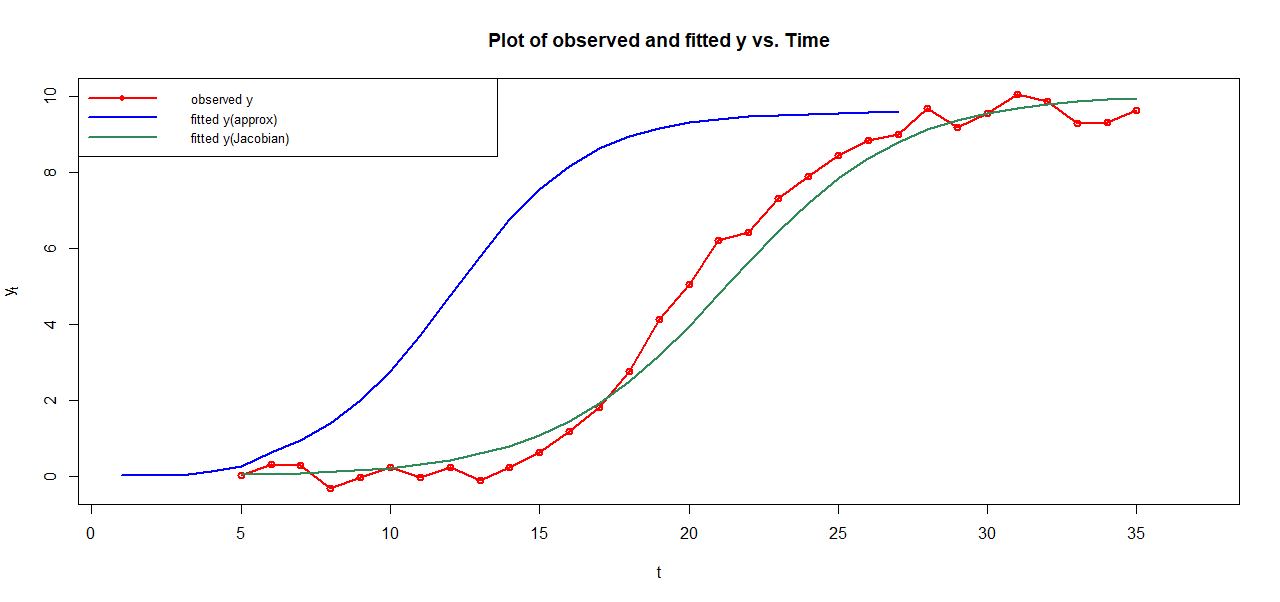 Plot of observed and fitted y vs. Time
observed y
fitted y(approx)
fitted y(Jacobian)
10
8
6
4
2
0
yt
0 5 10 15 20 25 30 35
t